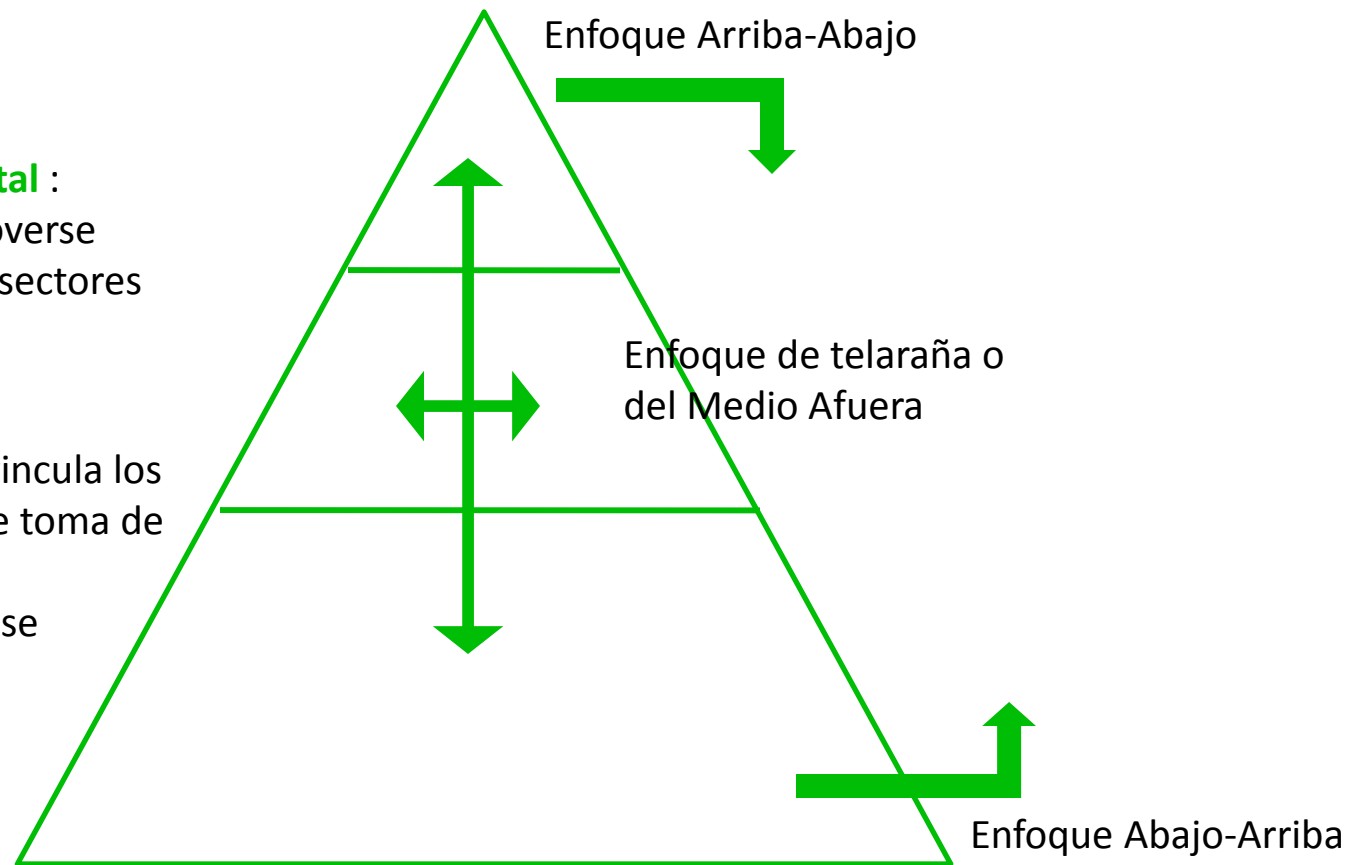 Enfoque Arriba-Abajo
tal :
overse
sectores
Enfoque de telaraña o
del Medio Afuera
incula los
e toma de
se
Enfoque Abajo-Arriba